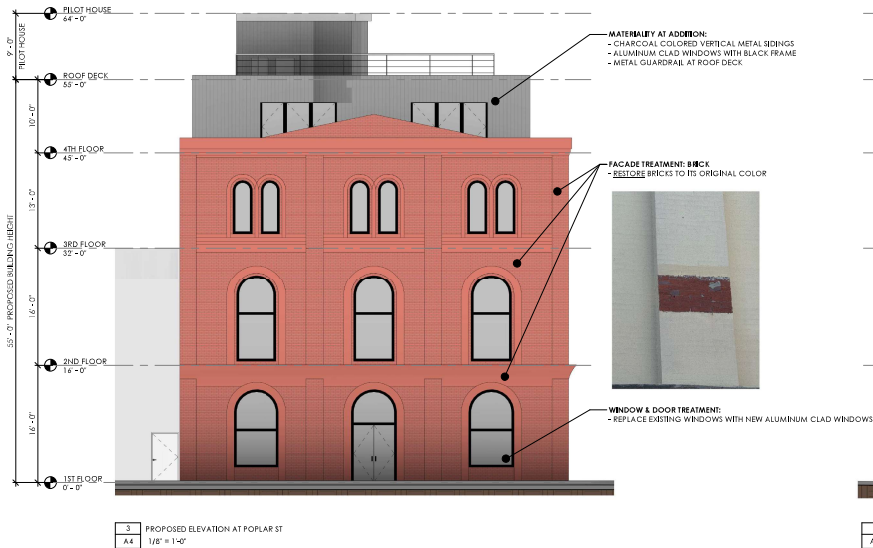 PILOT HOUSE
64' - 0"
9' - 0"
PILOT HOUSE
MATERIALITY AT ADDITION:
- CHARCOAL COLORED VERTICAL METAL SIDINGS
- ALUMINUM CLAD WINDOWS WITH BLACK FRAME
- METAL GUARDRAIL AT ROOF DECK
ROOF DECK
55' - 0"
10' - 0"
4TH FLOOR
45' - 0"
FACADE TREATMENT: BRICK
- RESTORE BRICKS TO ITS ORIGINAL COLOR
13' - 0"
3RD FLOOR
32' - 0"
55' - 0" PROPOSED BUILDING HEIGHT
16' - 0"
2ND FLOOR
16' - 0"
WINDOW & DOOR TREATMENT:
- REPLACE EXISTING WINDOWS WITH NEW ALUMINUM CLAD WINDOWS
16' - 0"
1ST FLOOR
0' - 0"
3 PROPOSED ELEVATION AT POPLAR ST
A4 1/8" = 1'-0"